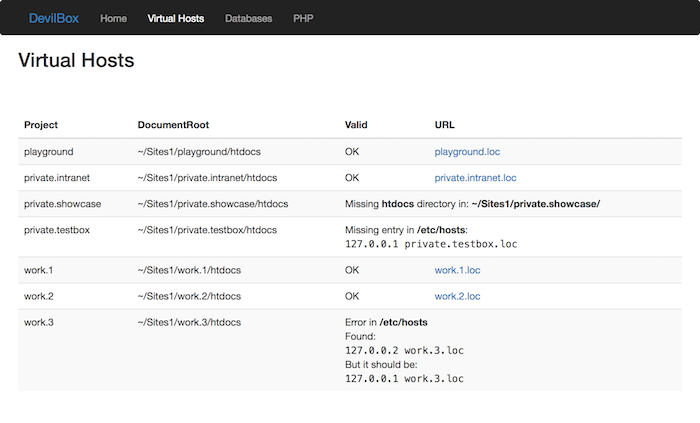 DevilBox Home Virtual Hosts Databases PHP
Virtual Hosts
Project DocumentRoot Valid URL
playground ~/Sites1/playground/htdocs OK playground.loc
private.intranet ~/Sites1/private.intranet/htdocs OK private.intranet.loc
private.showcase ~/Sites1/private.showcase/htdocs Missing htdocs directory in: ~/Sites1/private.showcase/
private.testbox ~/Sites1/private.testbox/htdocs Missing entry in /etc/hosts:
127.0.0.1 private.testbox.loc
work.1 ~/Sites1/work.1/htdocs OK work.1.loc
work.2 ~/Sites1/work.2/htdocs OK work.2.loc
work.3 ~/Sites1/work.3/htdocs Error in /etc/hosts
Found:
127.0.0.2 work.3.loc
But it should be:
127.0.0.1 work.3.loc